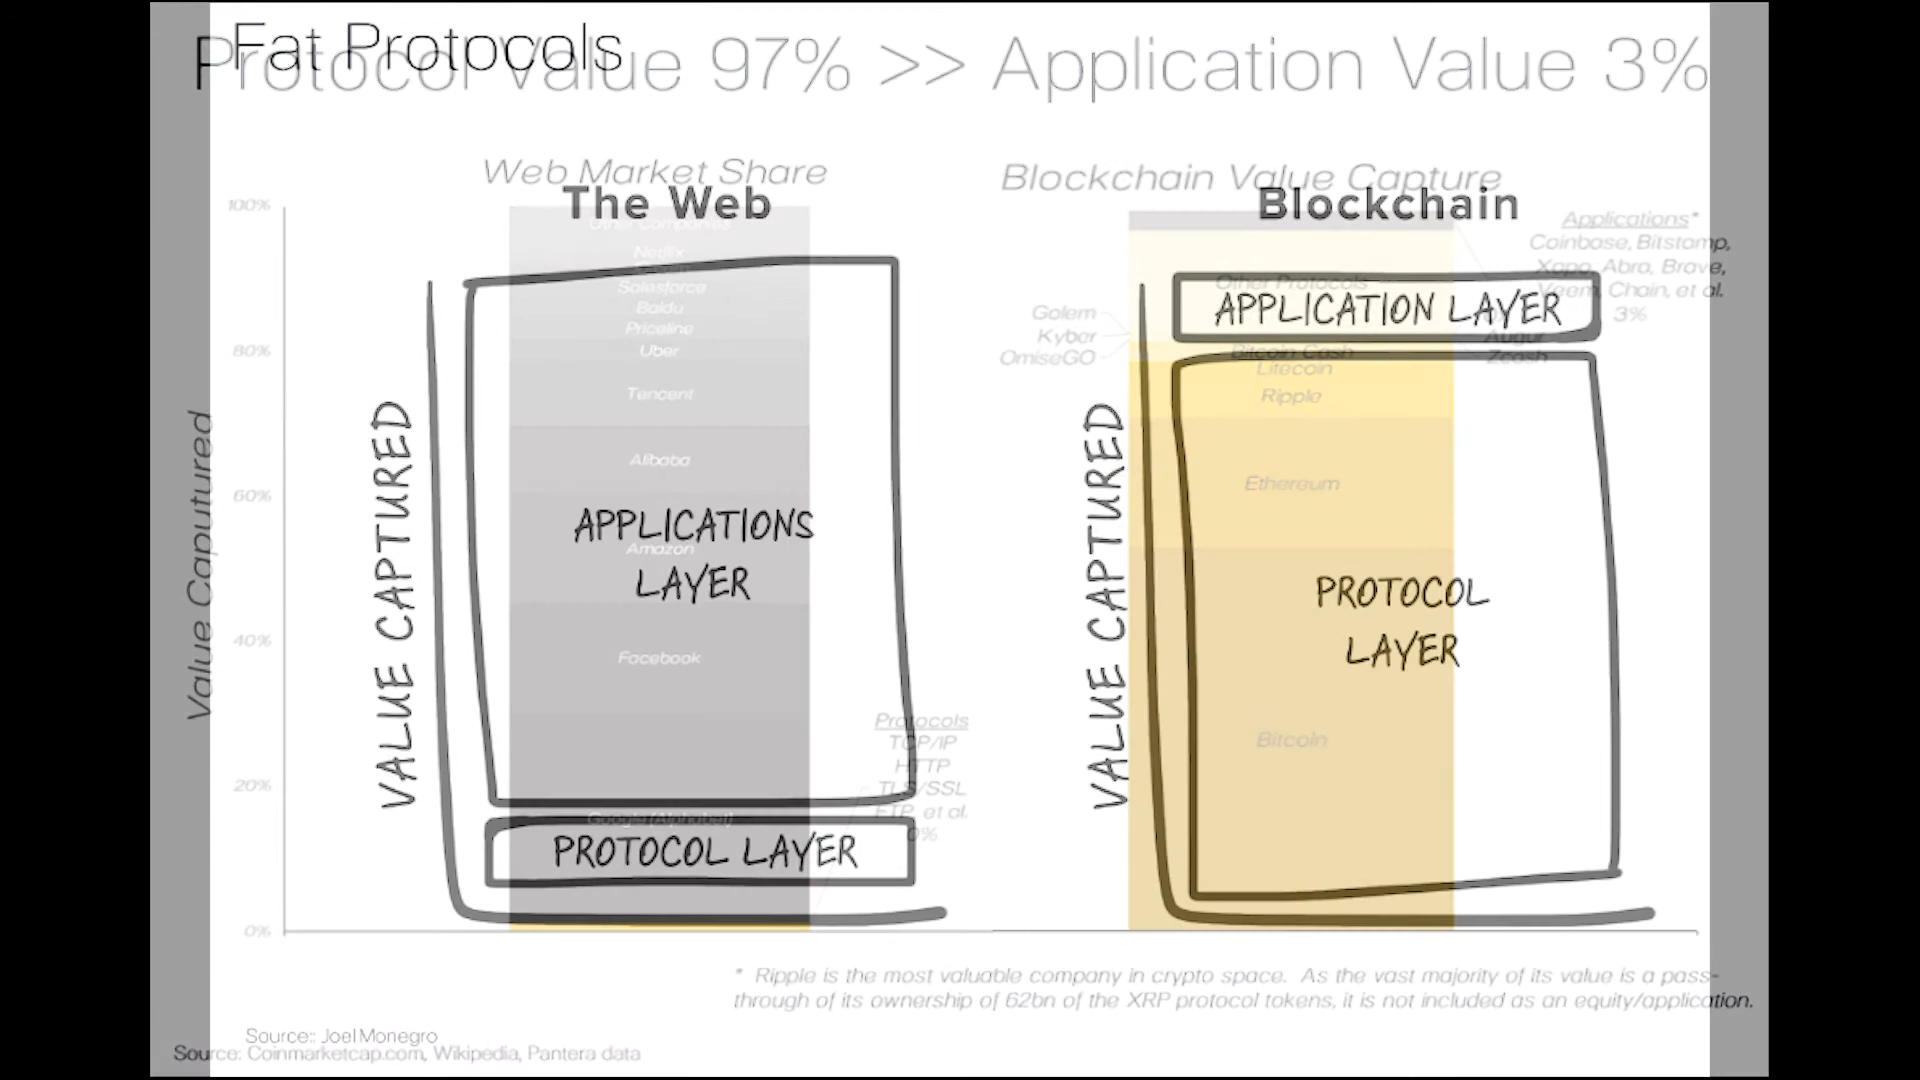 Fat Protocols
Protocol Value 97% >> Application Value 3%
Web Market Share
The Web
Blockchain Value Capture
Blockchain
Value Caputured
100%
80%
60%
40%
20%
0%
VALUE CAPTURED
Other Companies
Netflix
Salesforce
Baidu
Priceline
Uber
Tencent
Alibaba
APPLICATIONS
Amazon
LAYER
Facebook
Google (Alphabet)
PROTOCOL LAYER
Protocols
TCP/IP
HTTP
TLS/SSL
FTP, et al.
0%
VALUE CAPTURED
Golem
Kyber
OmiseGO
Other Protocols
APPLICATION LAYER
Bitcoin Cash
Litecoin
Ripple
Ethereum
PROTOCOL
LAYER
Bitcoin
Applications*
Coinbase, Bitstamp,
Xapo, Abra, Brave,
Veem, Chain, et al.
3%
Augur
Zcash
* Ripple is the most valuable company in crypto space. As the vast majority of its value is a pass-
through of its ownership of 62bn of the XRP protocol tokens, it is not included as an equity/application.
Source:: Joel Monegro
Source: Coinmarketcap.com, Wikipedia, Pantera data